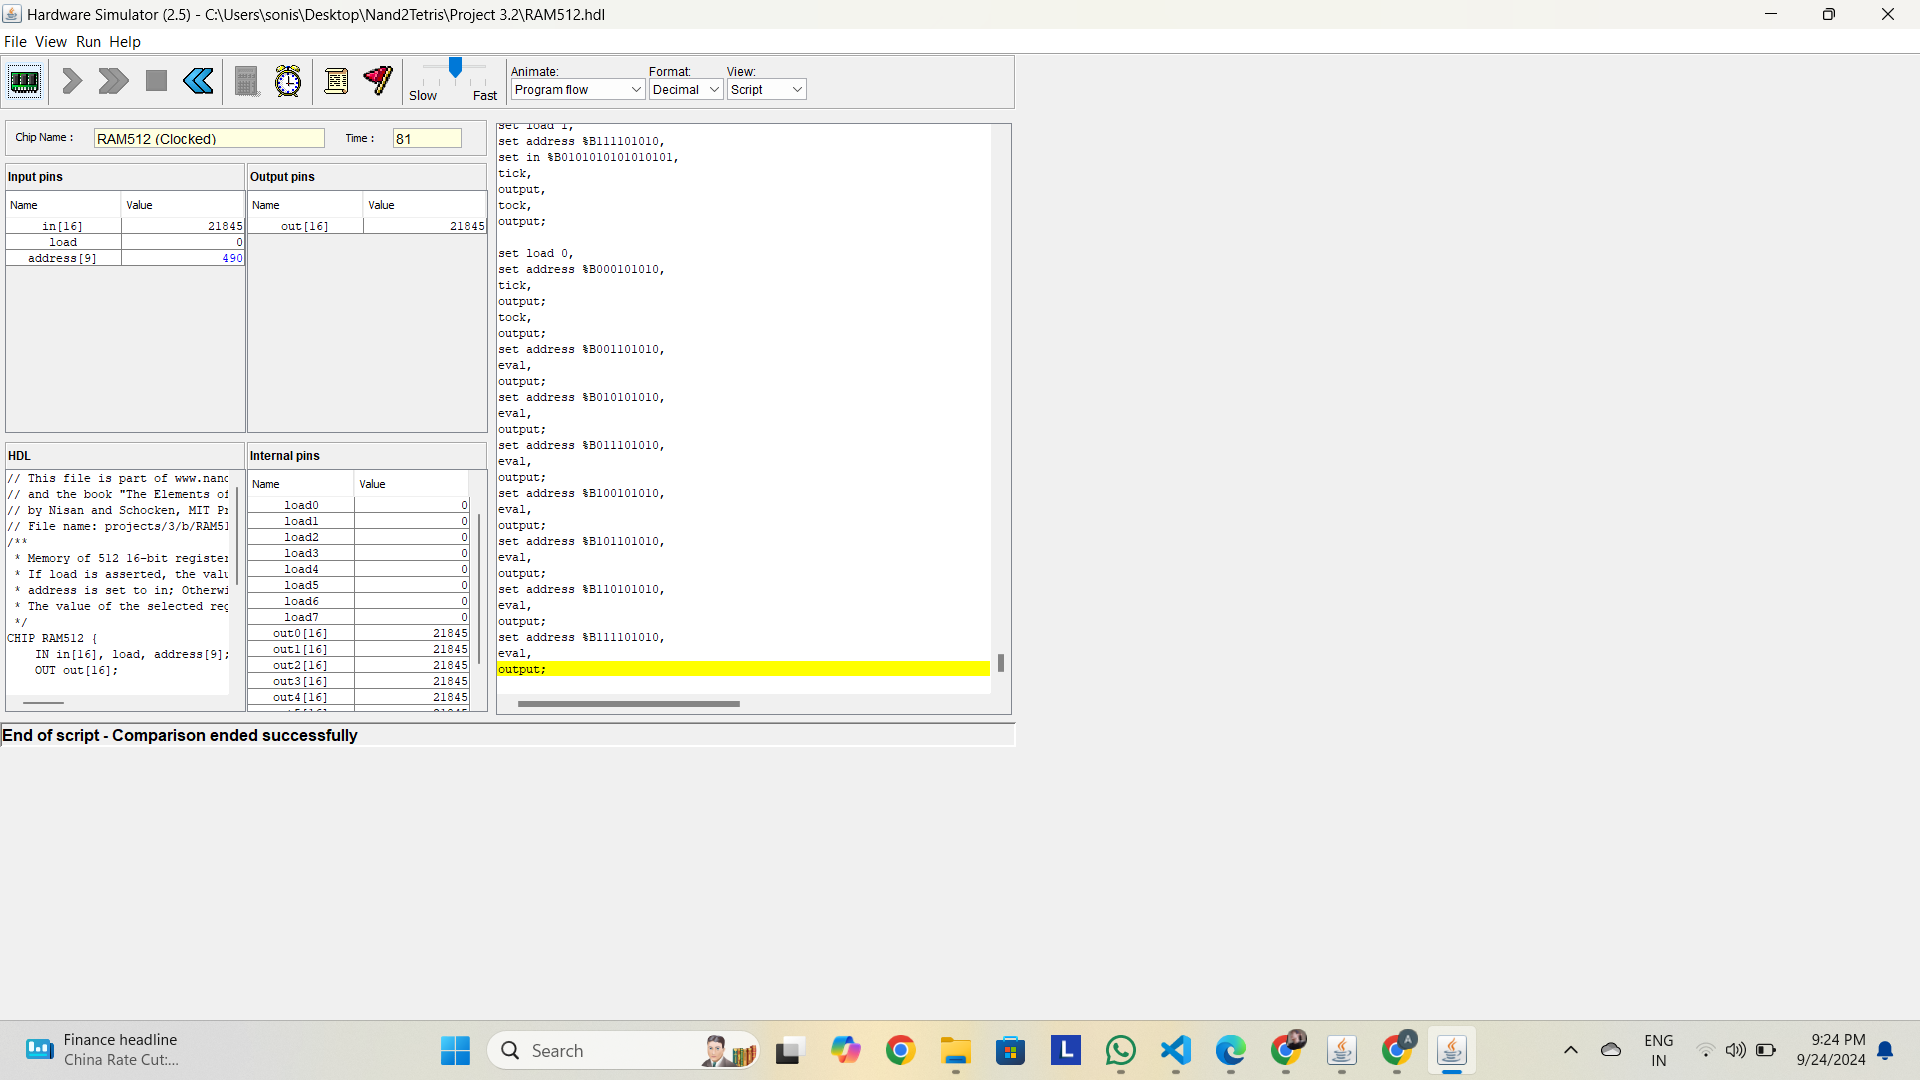 Hardware Simulator (2.5) - C:\Users\sonis\Desktop\Nand2Tetris\Project 3.2\RAM512.hdl
File View Run Help
Slow Fast
Animate:
Program flow
Format:
Decimal
View:
Script
Chip Name :
RAM512 (Clocked)
Time :
81
Input pins
Name Value
in[16] 21845
load 0
address[9] 490
Output pins
Name Value
out[16] 21845
HDL
// This file is part of www.nand
// and the book "The Elements of
// by Nisan and Schocken, MIT Pr
// File name: projects/3/b/RAM51
/**
* Memory of 512 16-bit register
* If load is asserted, the valu
* address is set to in; Otherwi
* The value of the selected reg
*/
CHIP RAM512 {
IN in[16], load, address[9];
OUT out[16];
Internal pins
Name Value
load0 0
load1 0
load2 0
load3 0
load4 0
load5 0
load6 0
load7 0
out0[16] 21845
out1[16] 21845
out2[16] 21845
out3[16] 21845
out4[16] 21845
set load 1,
set address %B111101010,
set in %B0101010101010101,
tick,
output,
tock,
output;
set load 0,
set address %B000101010,
tick,
output;
tock,
output;
set address %B001101010,
eval,
output;
set address %B010101010,
eval,
output;
set address %B011101010,
eval,
output;
set address %B100101010,
eval,
output;
set address %B101101010,
eval,
output;
set address %B110101010,
eval,
output;
set address %B111101010,
eval,
output;
End of script - Comparison ended successfully
Finance headline
China Rate Cut:...
Search
L
A
ENG
IN
9:24 PM
9/24/2024